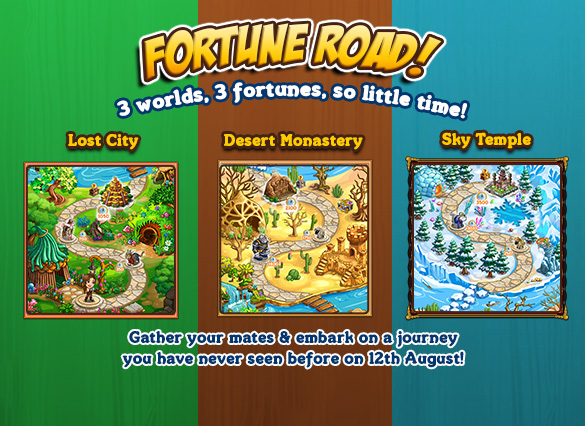 FORTUNE ROAD!
3 worlds, 3 fortunes, so little time!
Lost City
Desert Monastery
Sky Temple
Gather your mates & embark on a journey
you have never seen before on 12th August!